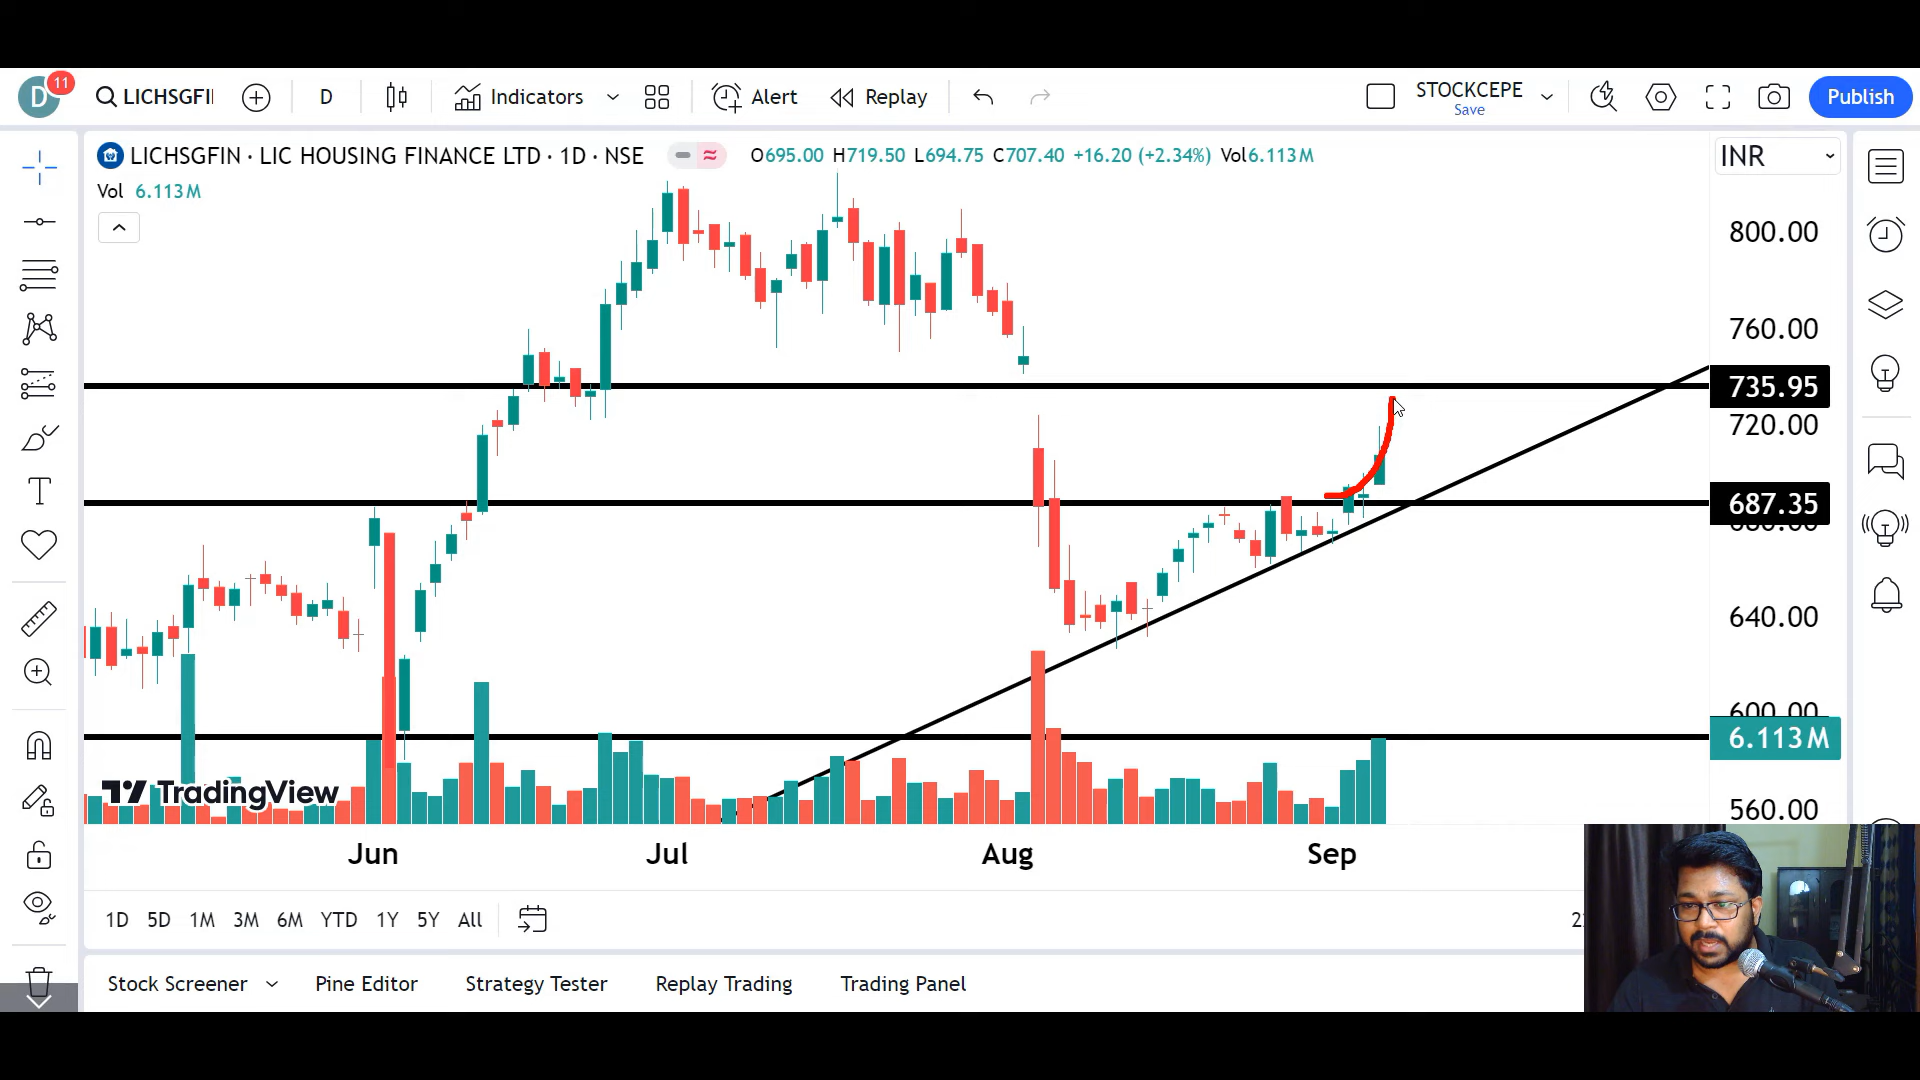 D 11 LICHSGFI D Indicators Alert Replay STOCKCEPE Save Publish
LICHSGFIN · LIC HOUSING FINANCE LTD · 1D · NSE O695.00 H719.50 L694.75 C707.40 +16.20 (+2.34%) Vol6.113M INR
Vol 6.113M
800.00
760.00
735.95
720.00
687.35
640.00
600.00
6.113M
TradingView
560.00
Jun Jul Aug Sep
1D 5D 1M 3M 6M YTD 1Y 5Y All
Stock Screener Pine Editor Strategy Tester Replay Trading Trading Panel